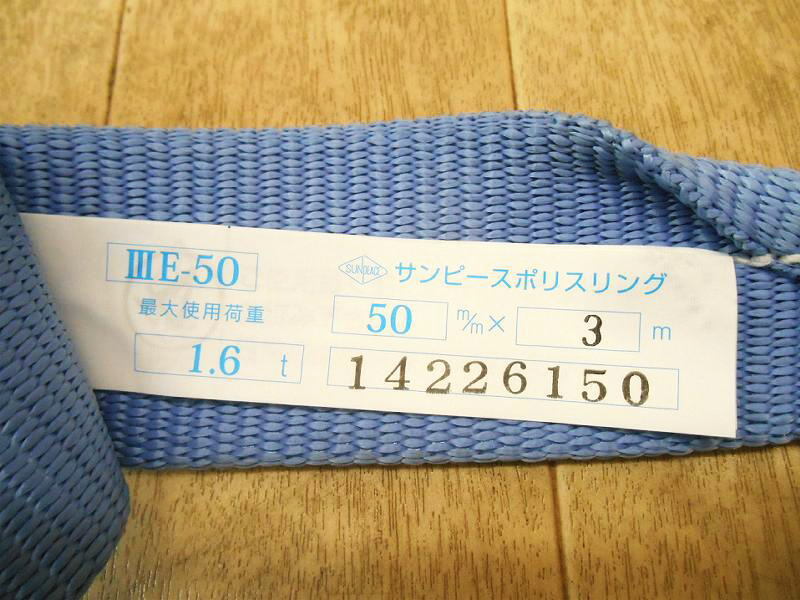 ⅢE-50
SUNPEACE サンピースポリスリング
最大使用荷重
50 m/m × 3 m
1.6 t
14226150